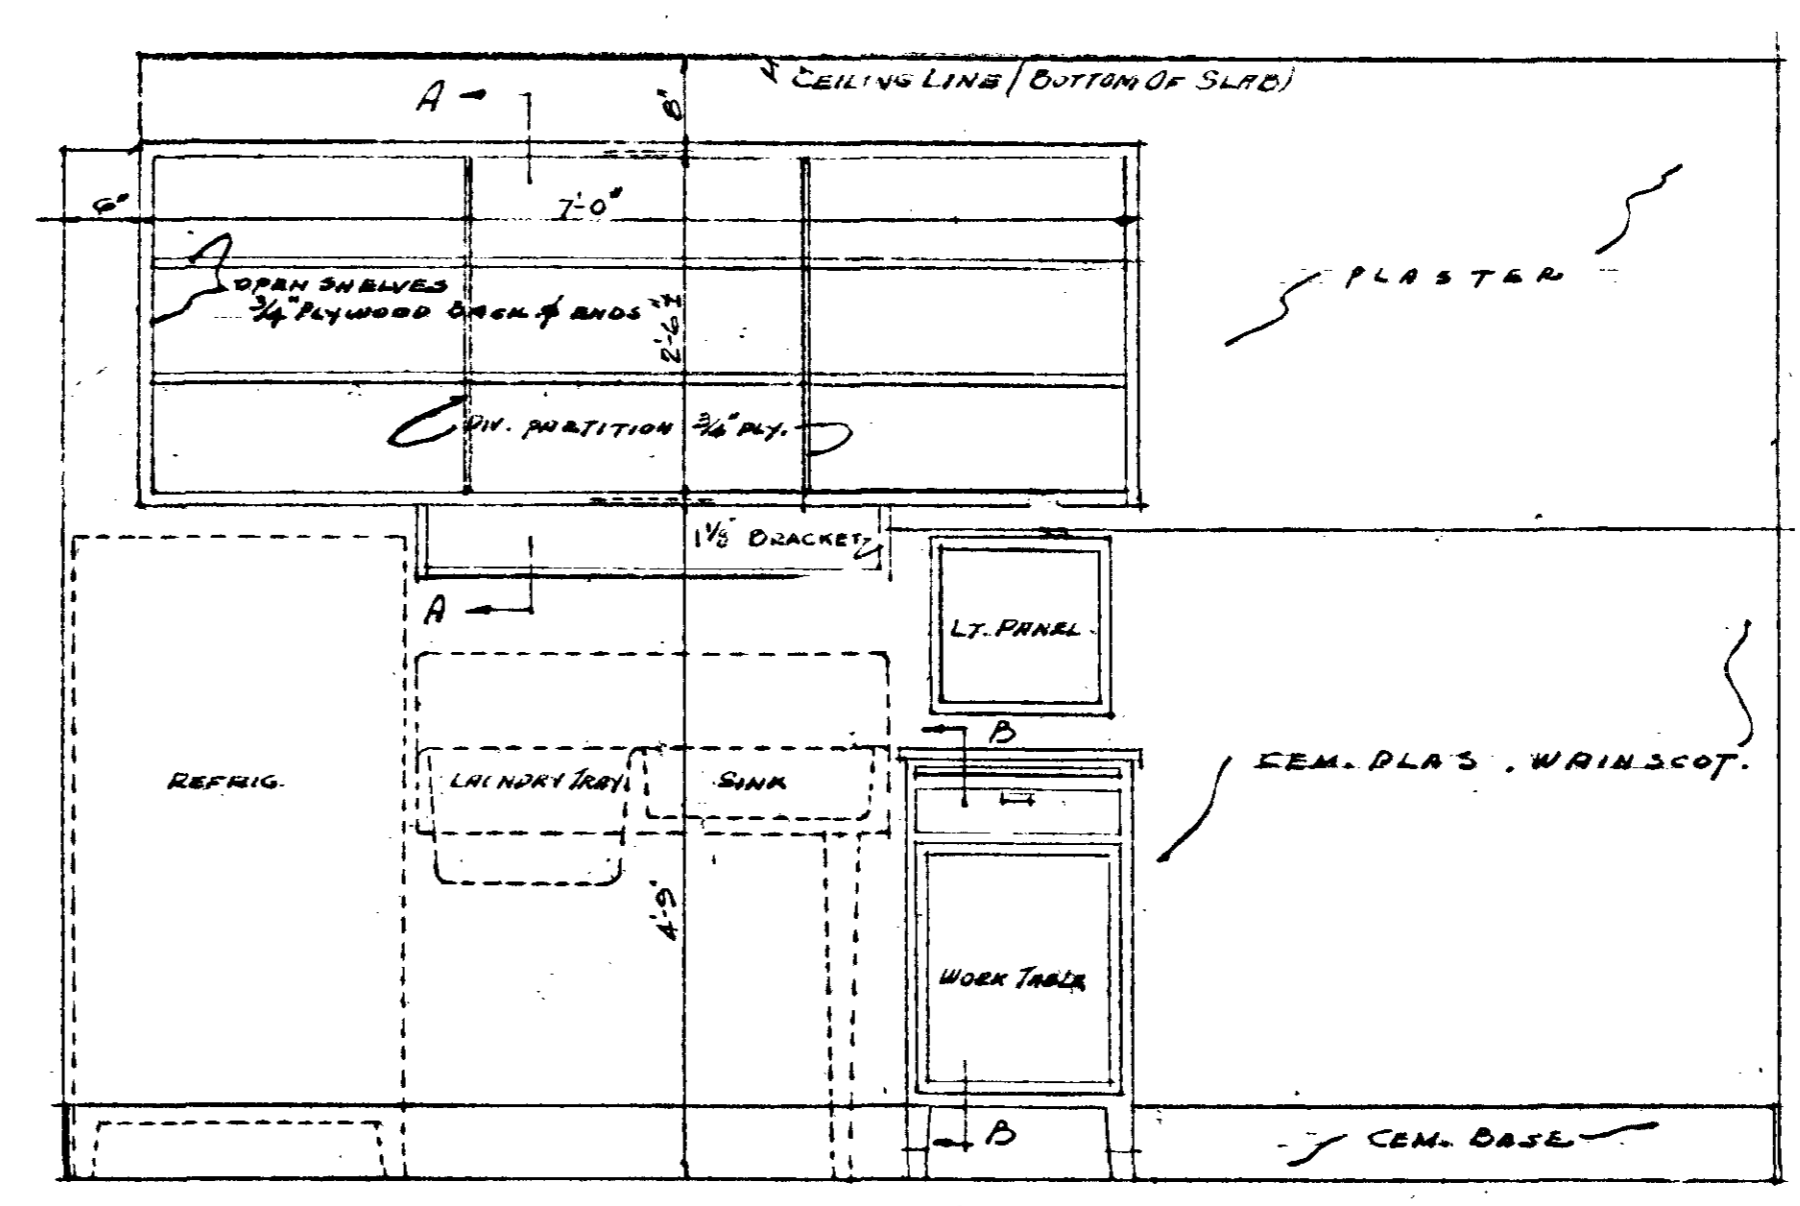 CEILING LINE (BOTTOM OF SLAB)
A
8"
6"
7'-0"
OPEN SHELVES
3/4" PLYWOOD BACK & ENDS
2'-6"±
PLASTER
DIV. PARTITION 3/4" PLY.
1 1/8" BRACKET
A
LT. PANEL
B
REFRIG.
LAUNDRY TRAY
SINK
CEM. PLAS. WAINSCOT.
4'-9"
WORK TABLE
B
CEM. BASE